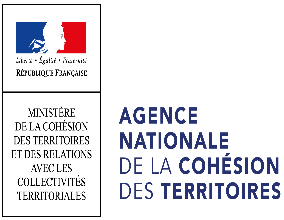 Liberté • Égalité • Fraternité
RÉPUBLIQUE FRANÇAISE
MINISTÈRE
DE LA COHÉSION
DES TERRITOIRES
ET DES RELATIONS
AVEC LES
COLLECTIVITÉS
TERRITORIALES
AGENCE
NATIONALE
DE LA COHÉSION
DES TERRITOIRES